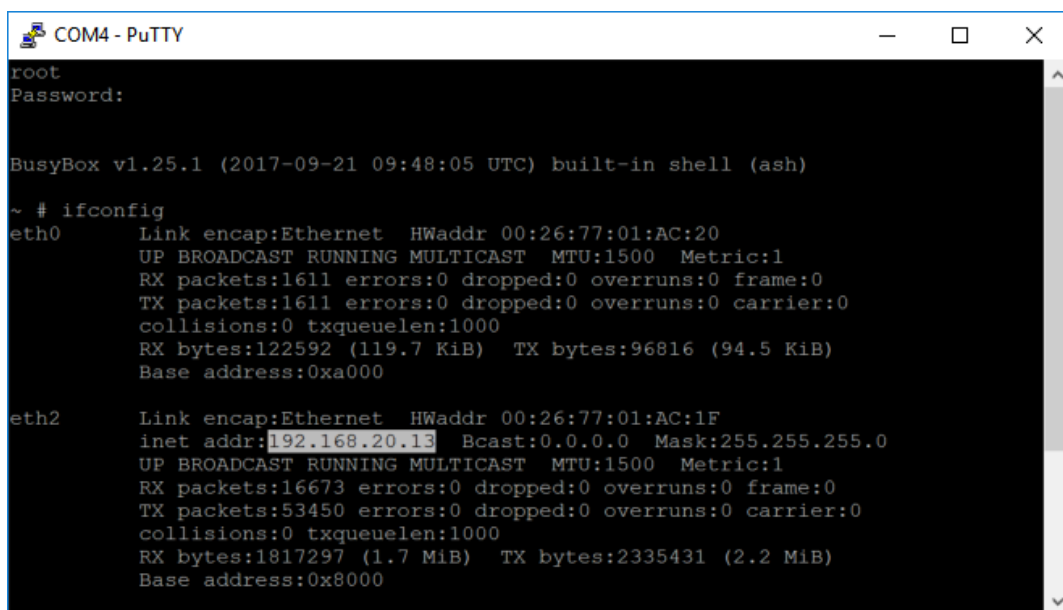 COM4 - PuTTY
root
Password:
BusyBox v1.25.1 (2017-09-21 09:48:05 UTC) built-in shell (ash)
~ # ifconfig
eth0 Link encap:Ethernet HWaddr 00:26:77:01:AC:20
UP BROADCAST RUNNING MULTICAST MTU:1500 Metric:1
RX packets:1611 errors:0 dropped:0 overruns:0 frame:0
TX packets:1611 errors:0 dropped:0 overruns:0 carrier:0
collisions:0 txqueuelen:1000
RX bytes:122592 (119.7 KiB) TX bytes:96816 (94.5 KiB)
Base address:0xa000
eth2 Link encap:Ethernet HWaddr 00:26:77:01:AC:1F
inet addr:192.168.20.13 Bcast:0.0.0.0 Mask:255.255.255.0
UP BROADCAST RUNNING MULTICAST MTU:1500 Metric:1
RX packets:16673 errors:0 dropped:0 overruns:0 frame:0
TX packets:53450 errors:0 dropped:0 overruns:0 carrier:0
collisions:0 txqueuelen:1000
RX bytes:1817297 (1.7 MiB) TX bytes:2335431 (2.2 MiB)
Base address:0x8000